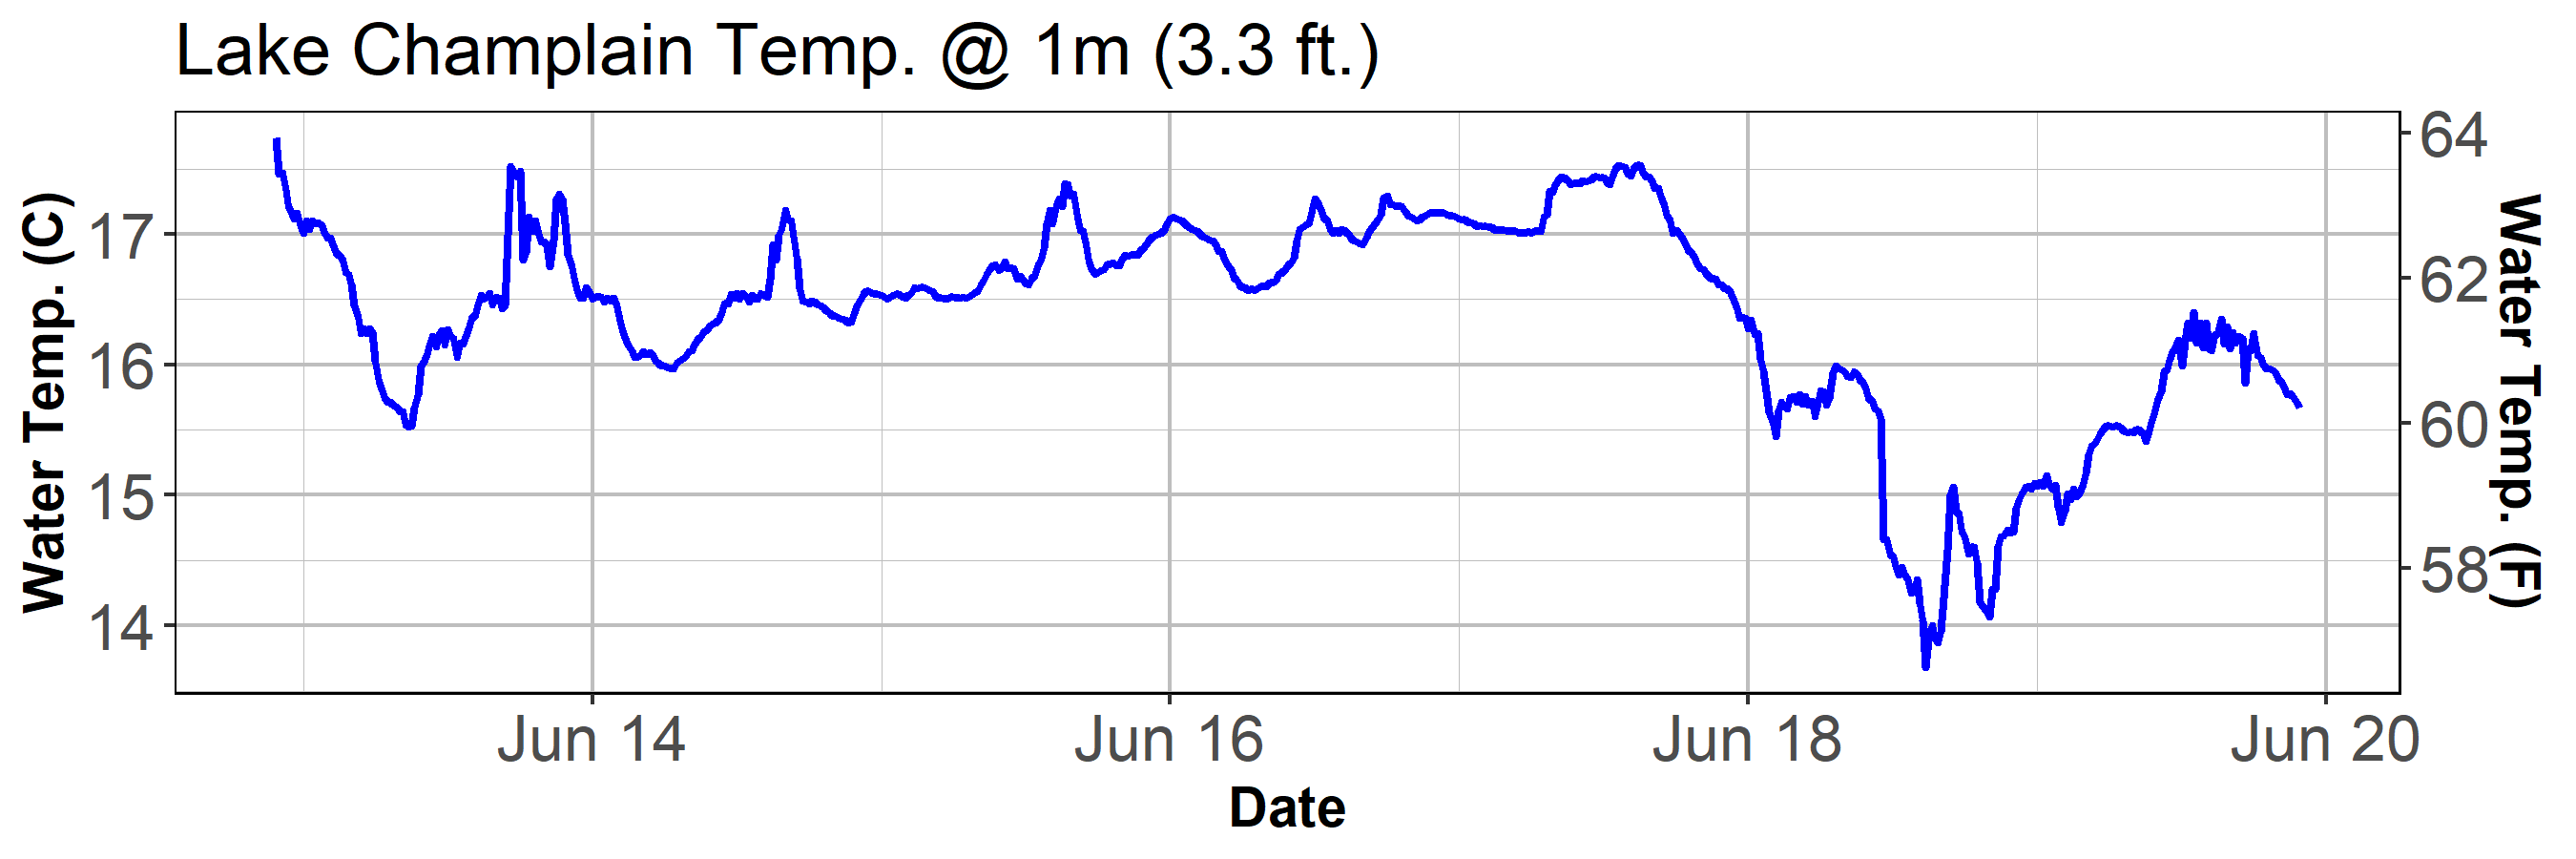 Lake Champlain Temp. @ 1m (3.3 ft.)
Water Temp. (C)
17
16
15
14
64
62
60
58
Water Temp. (F)
Jun 14
Jun 16
Jun 18
Jun 20
Date